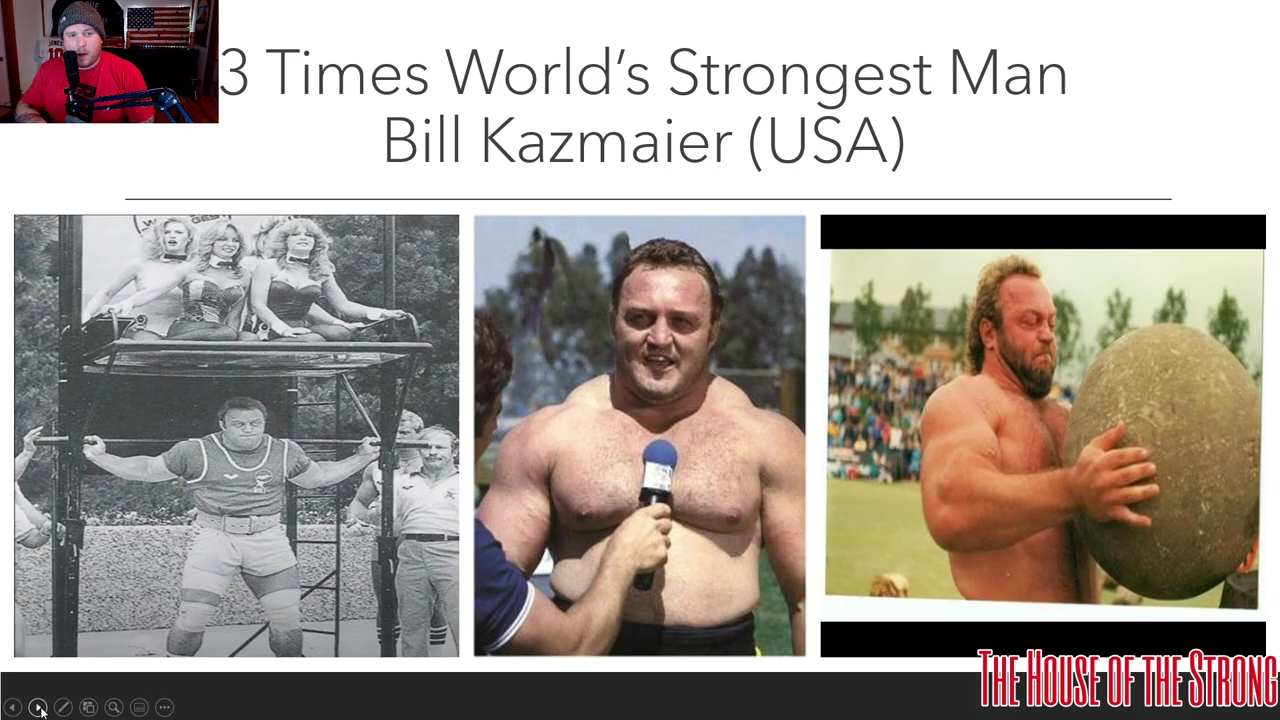 3 Times World's Strongest Man
Bill Kazmaier (USA)
THE HOUSE OF THE STRONG